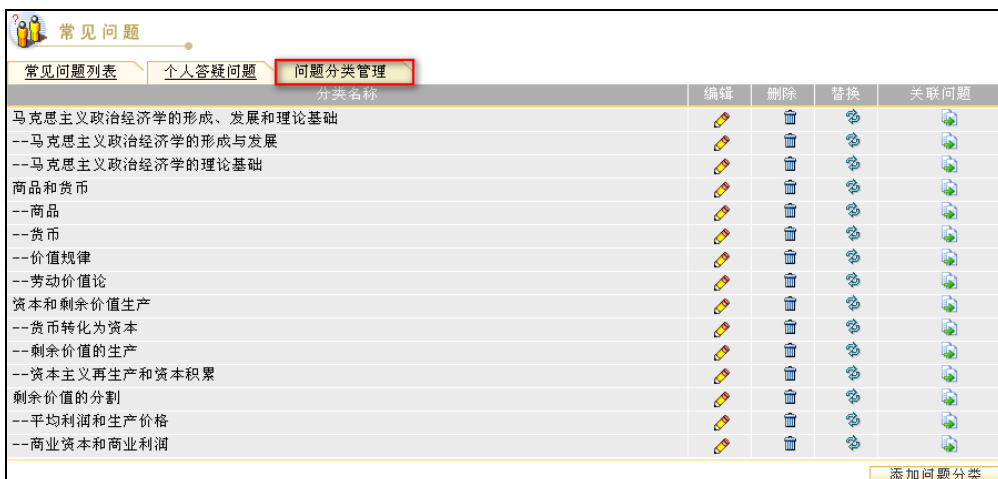 常见问题
常见问题列表 个人答疑问题 问题分类管理
分类名称 编辑 删除 替换 关联问题
马克思主义政治经济学的形成、发展和理论基础
--马克思主义政治经济学的形成与发展
--马克思主义政治经济学的理论基础
商品和货币
--商品
--货币
--价值规律
--劳动价值论
资本和剩余价值生产
--货币转化为资本
--剩余价值的生产
--资本主义再生产和资本积累
剩余价值的分割
--平均利润和生产价格
--商业资本和商业利润
添加问题分类